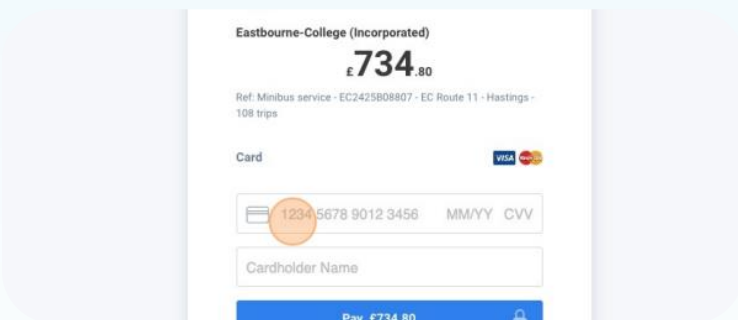 Eastbourne-College (Incorporated)
£734.80
Ref: Minibus service - EC2425B08807 - EC Route 11 - Hastings -
108 trips
Card VISA
1234 5678 9012 3456 MM/YY CVV
Cardholder Name
Pay £734.80